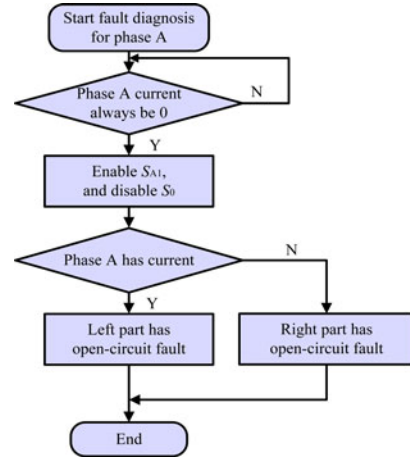 Start fault diagnosis
for phase A
Phase A current
always be 0
N
Y
Enable SA1,
and disable S0
Phase A has current
N
Y
Left part has
open-circuit fault
Right part has
open-circuit fault
End